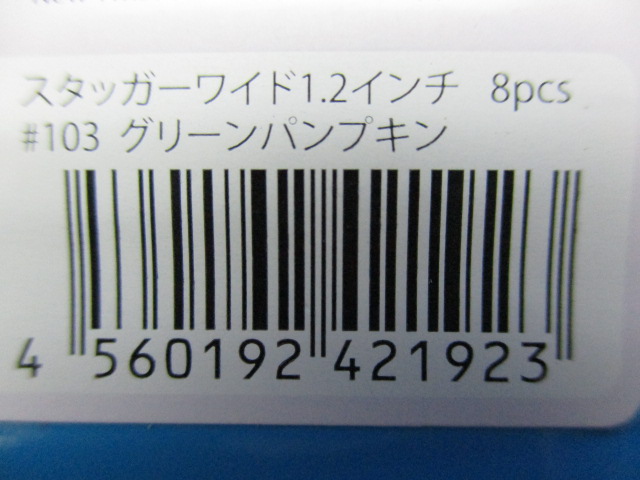 スタッガーワイド1.2インチ 8pcs
#103 グリーンパンプキン
4 560192 421923